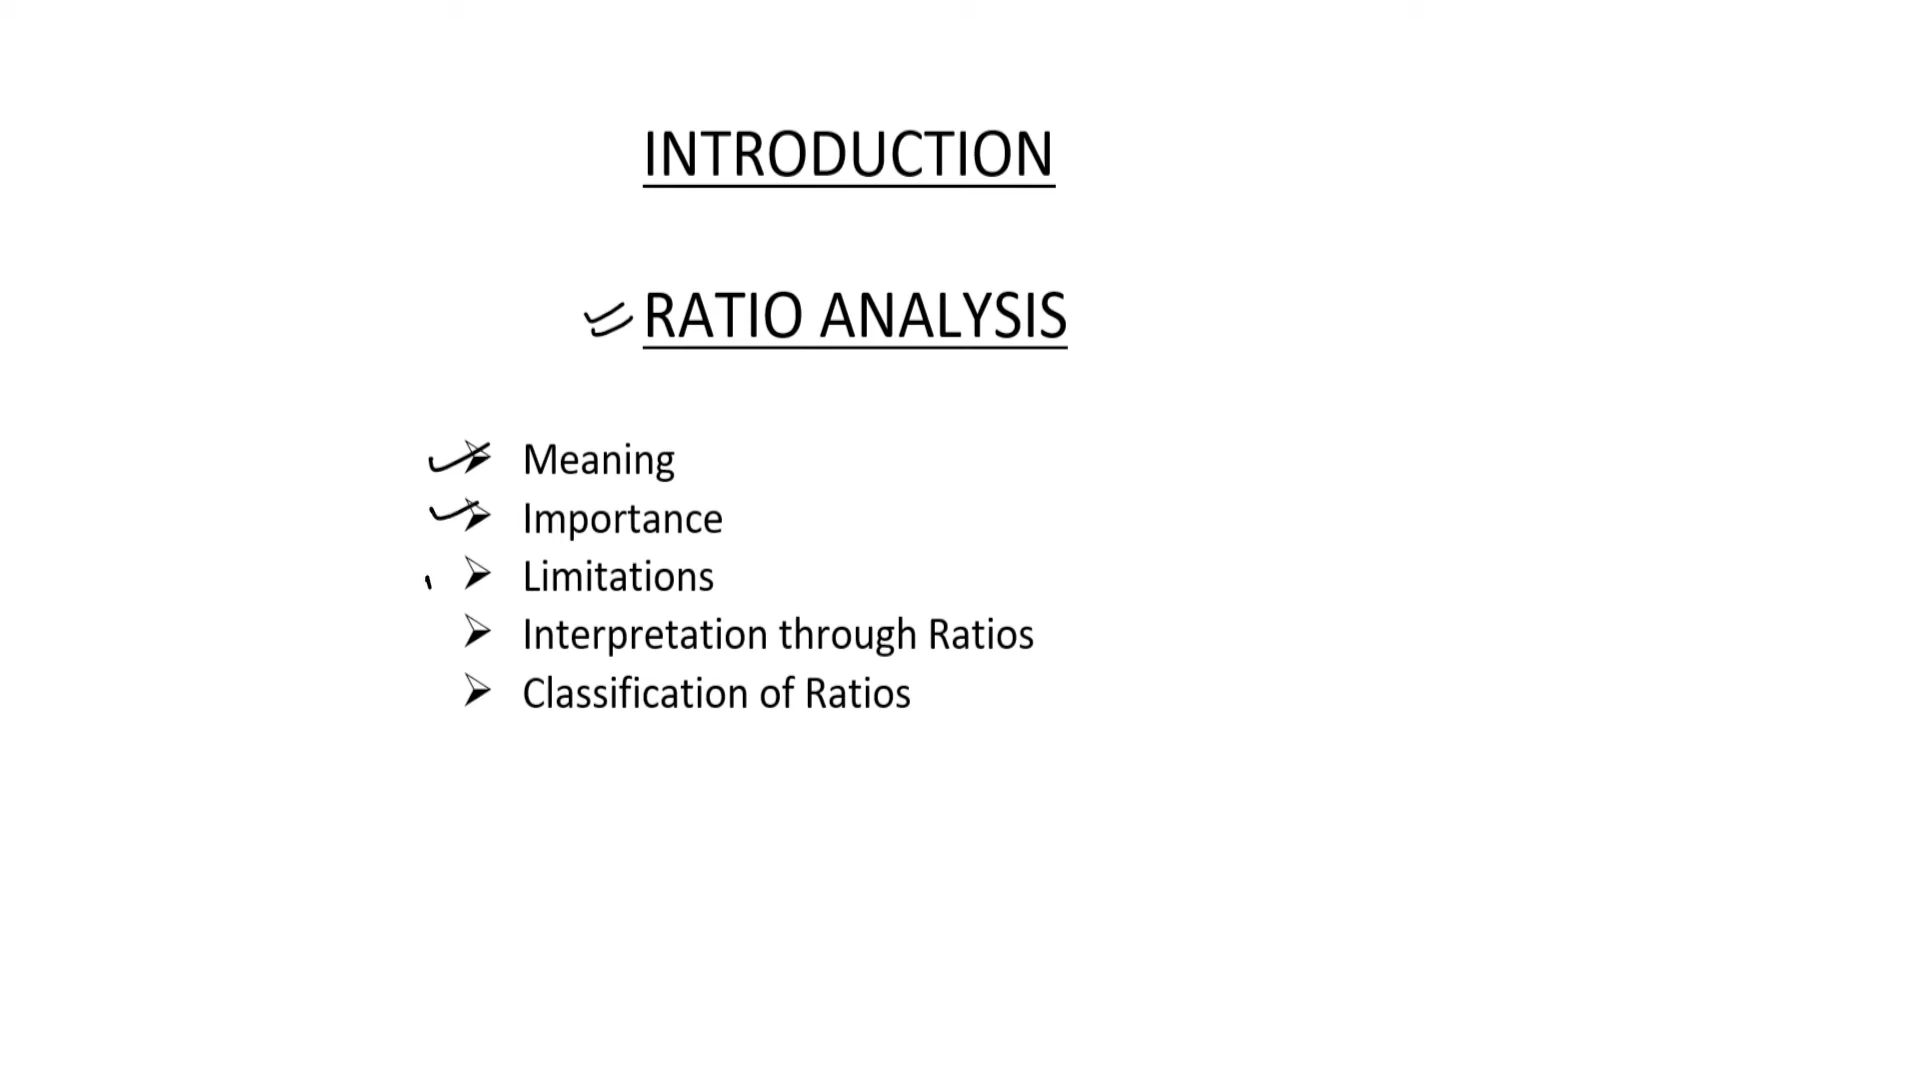 INTRODUCTION
RATIO ANALYSIS
Meaning
Importance
Limitations
Interpretation through Ratios
Classification of Ratios